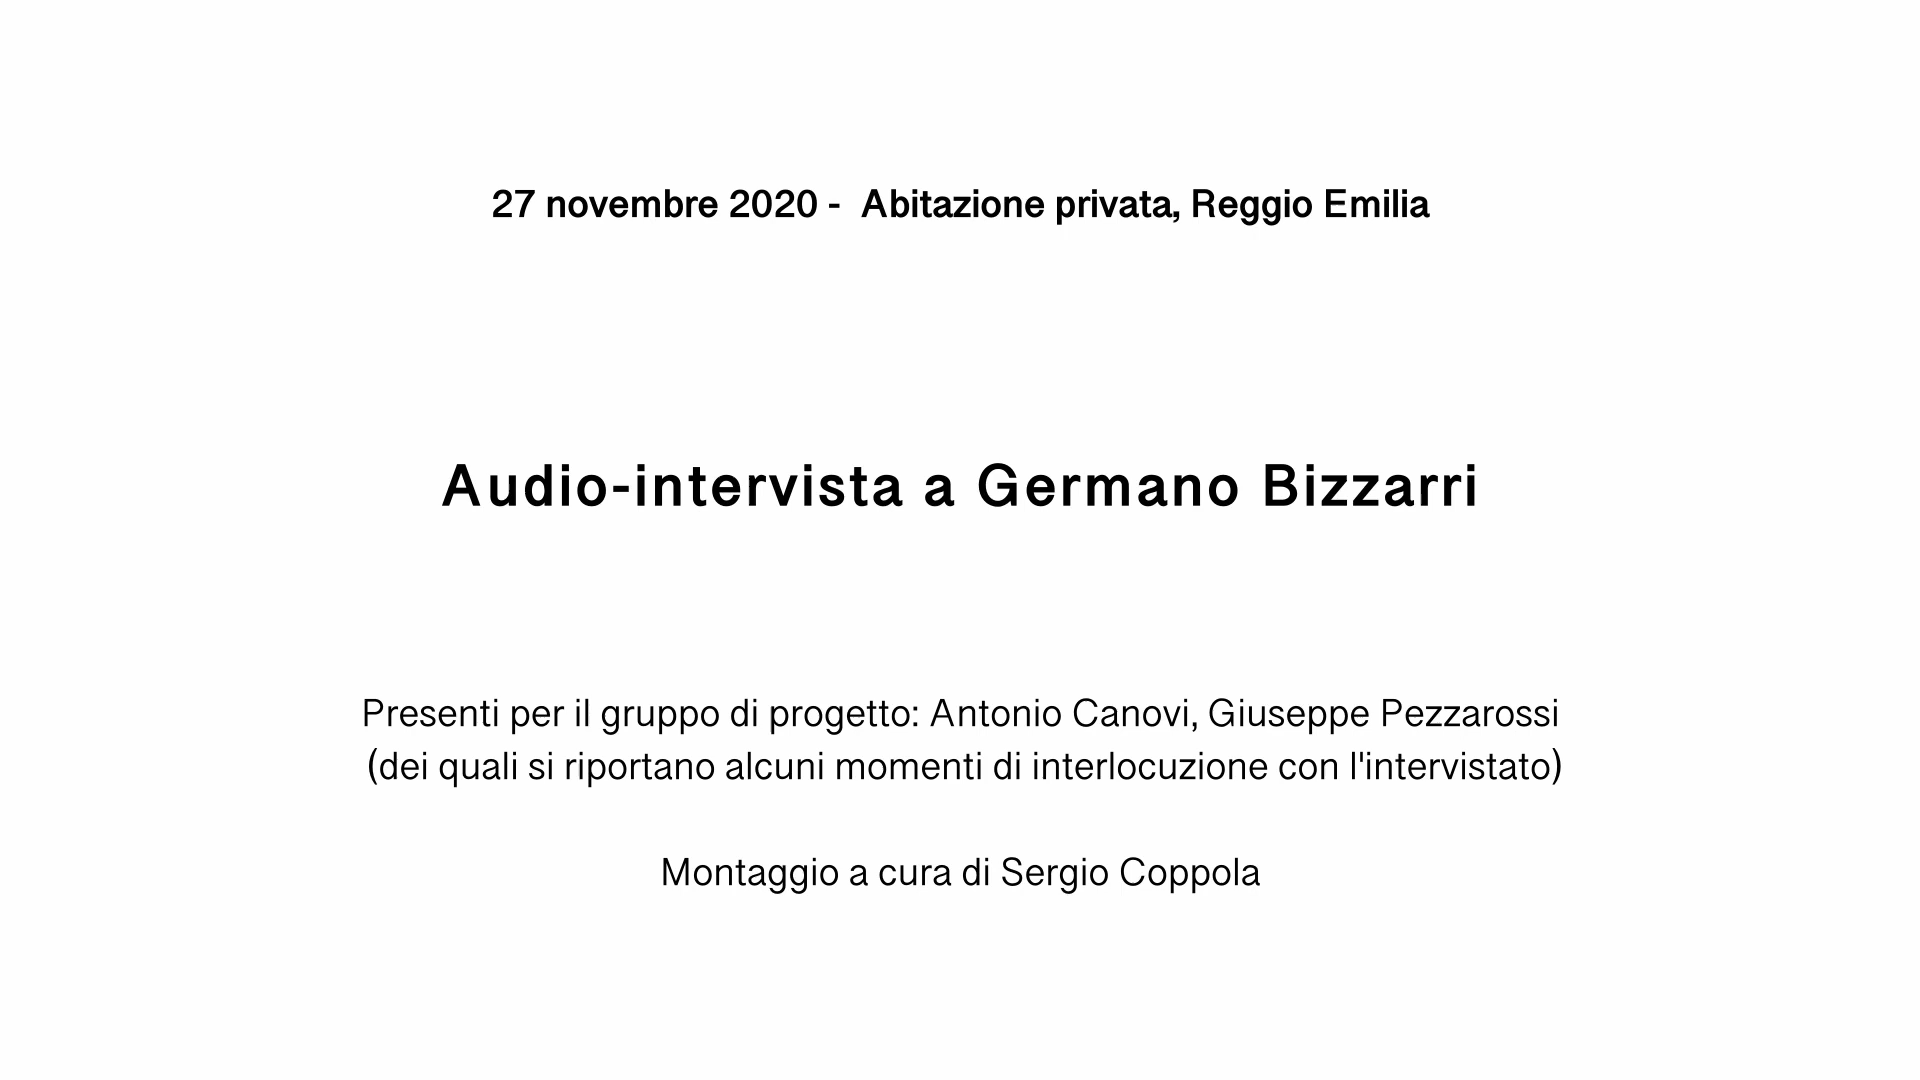 27 novembre 2020 -  Abitazione privata, Reggio Emilia
Audio-intervista a Germano Bizzarri
Presenti per il gruppo di progetto: Antonio Canovi, Giuseppe Pezzarossi
(dei quali si riportano alcuni momenti di interlocuzione con l'intervistato)
Montaggio a cura di Sergio Coppola